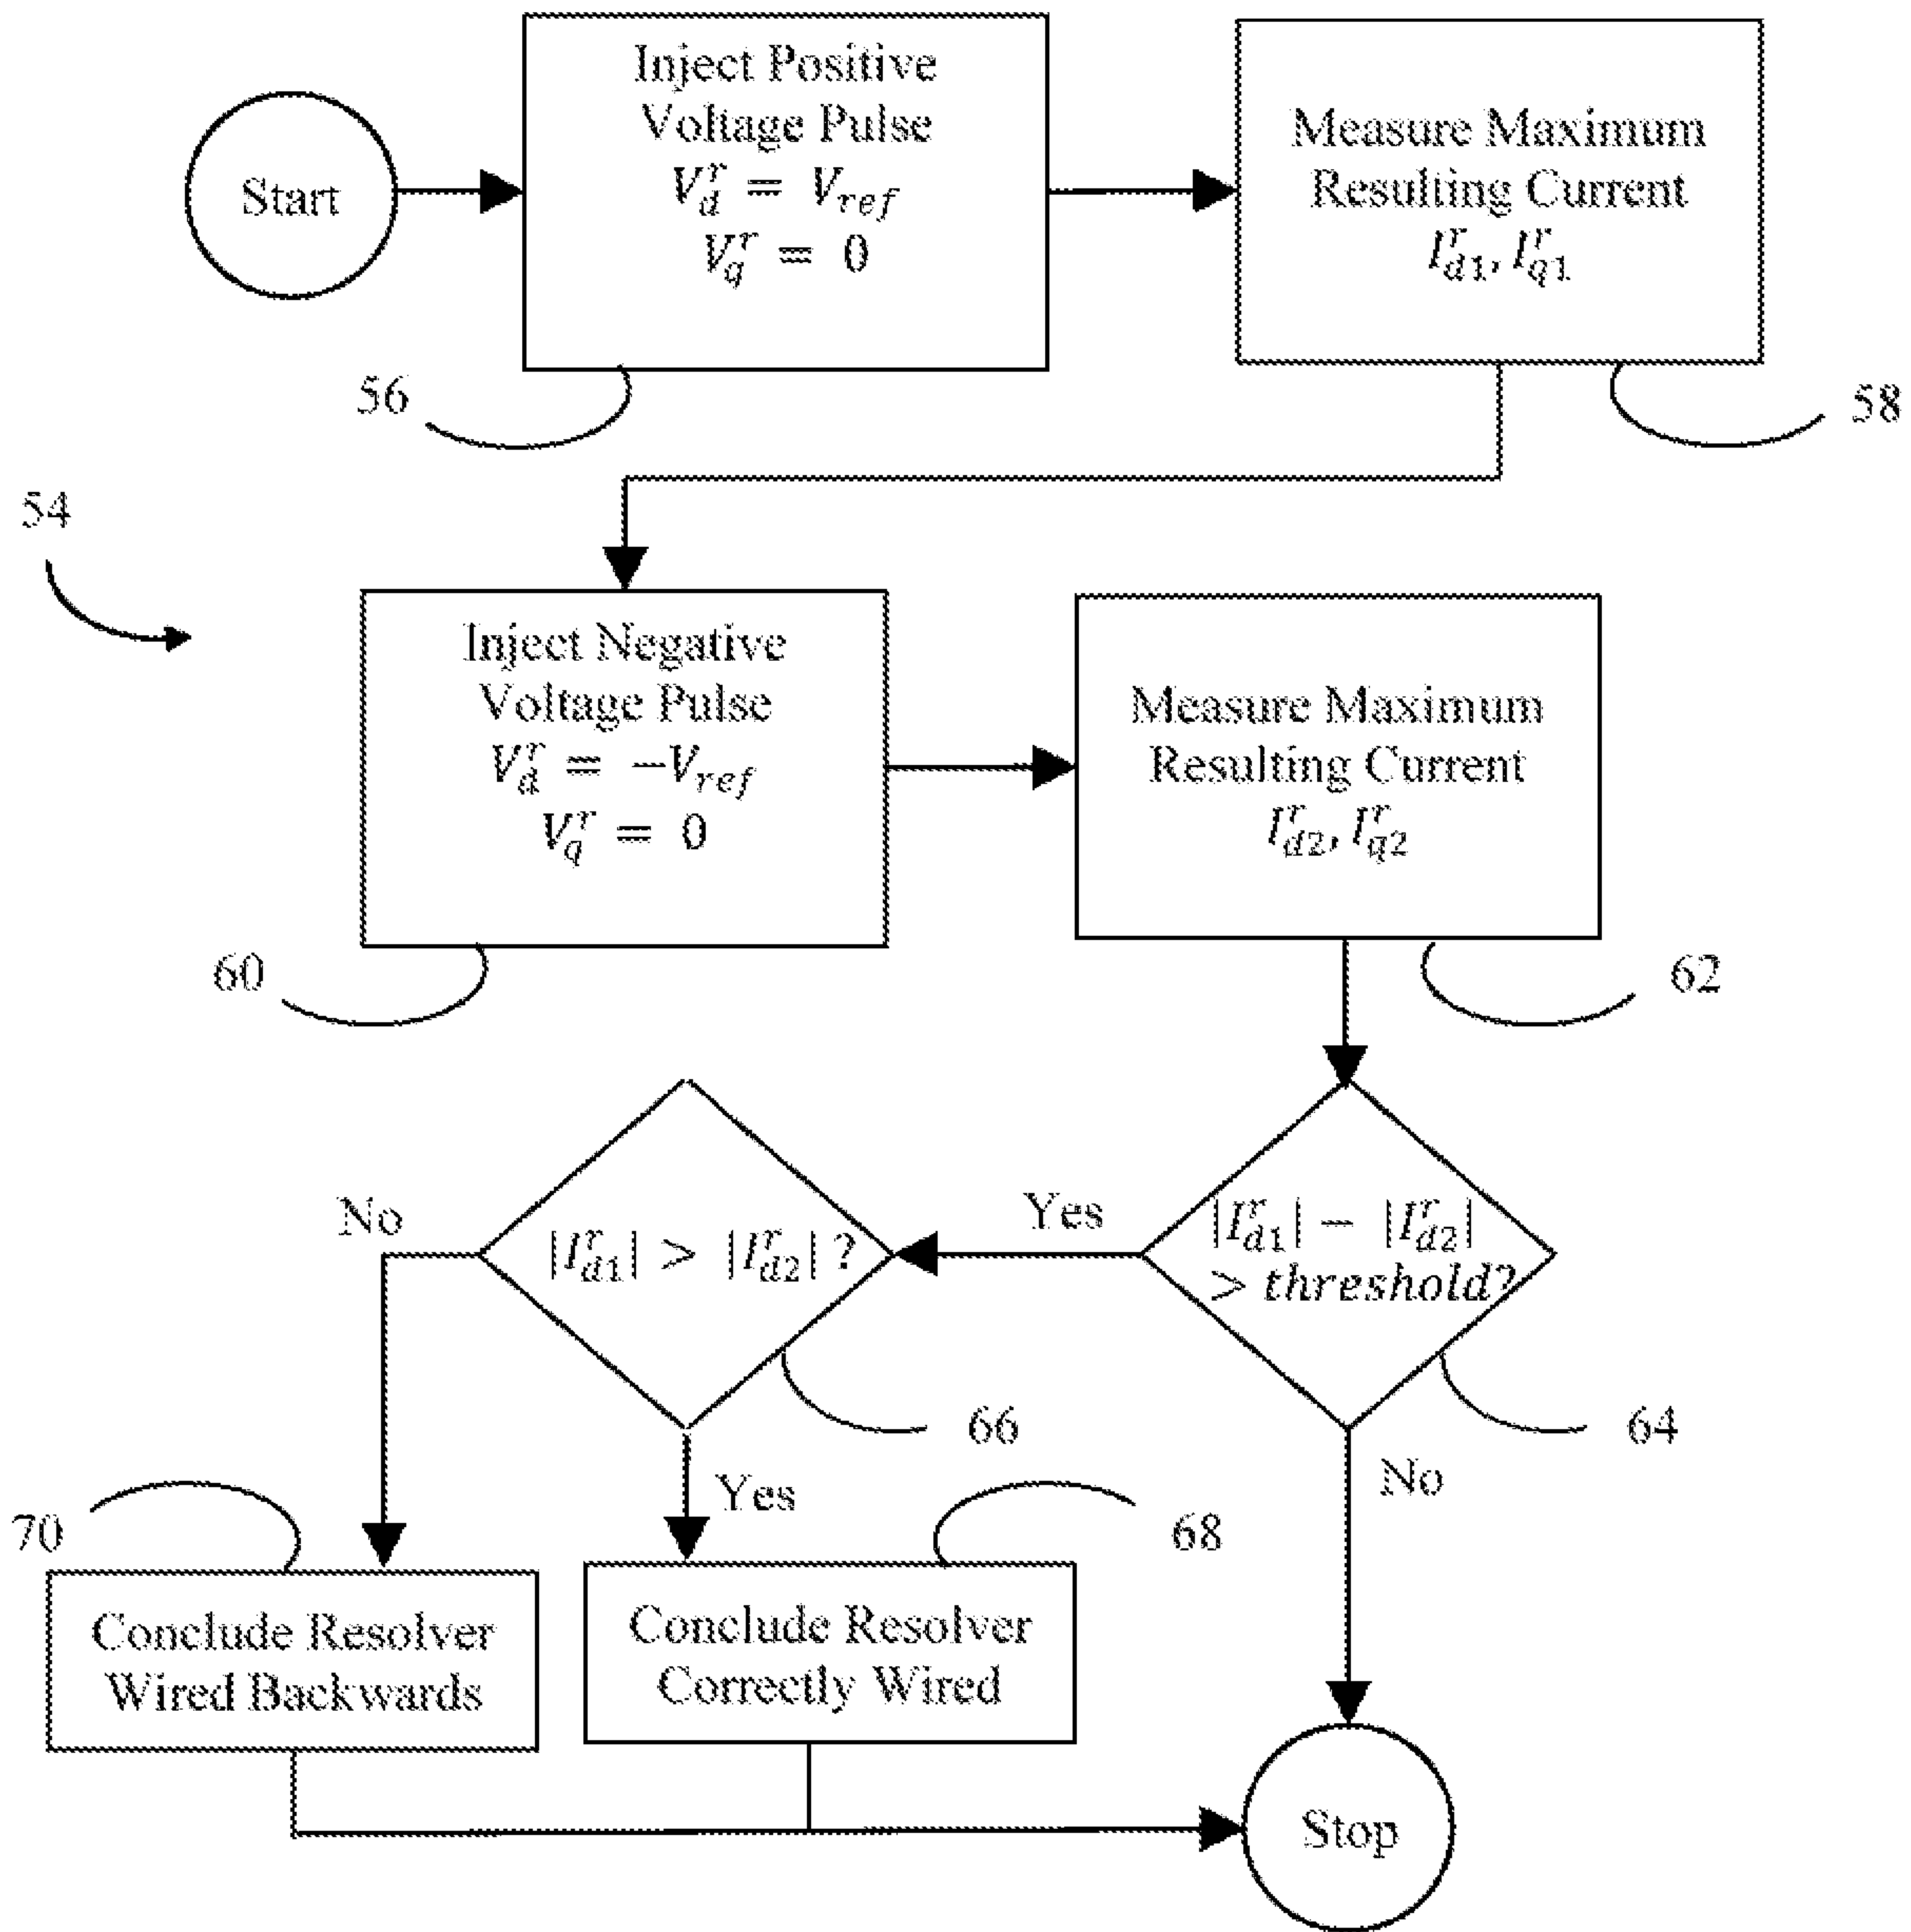 Start
Inject Positive
Voltage Pulse
V_d^r = V_ref
V_q^r = 0
Measure Maximum
Resulting Current
I_d1^r, I_q1^r
56
58
54
Inject Negative
Voltage Pulse
V_d^r = −V_ref
V_q^r = 0
Measure Maximum
Resulting Current
I_d2^r, I_q2^r
60
62
No
|I_d1^r| > |I_d2^r| ?
Yes
|I_d1^r| − |I_d2^r|
> threshold?
66
64
Yes
No
70
68
Conclude Resolver
Wired Backwards
Conclude Resolver
Correctly Wired
Stop